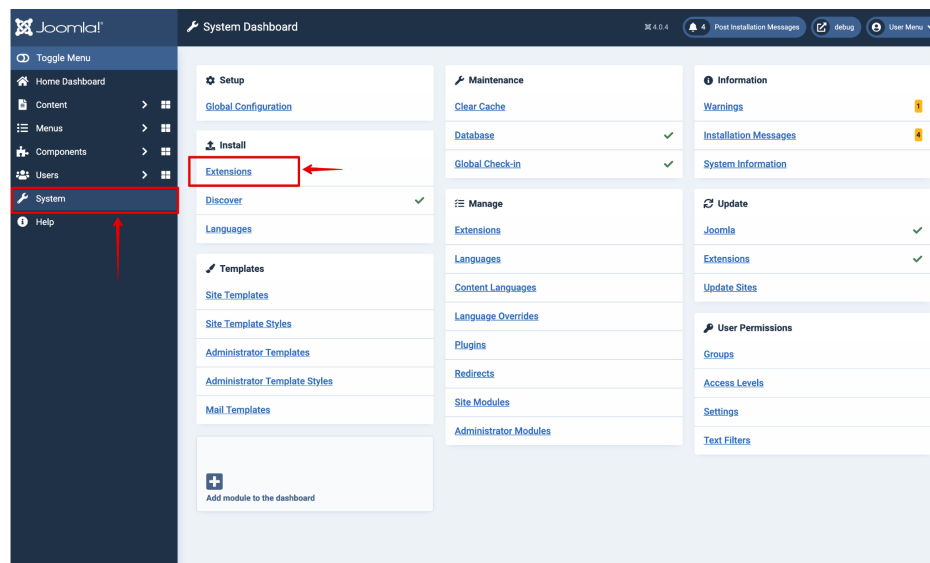 Joomla!
System Dashboard
4.0.4
4 Post Installation Messages
debug
User Menu
Toggle Menu
Home Dashboard
Content
Menus
Components
Users
System
Help
Setup
Global Configuration
Install
Extensions
Discover
Languages
Templates
Site Templates
Site Template Styles
Administrator Templates
Administrator Template Styles
Mail Templates
Add module to the dashboard
Maintenance
Clear Cache
Database
Global Check-in
Manage
Extensions
Languages
Content Languages
Language Overrides
Plugins
Redirects
Site Modules
Administrator Modules
Information
Warnings 1
Installation Messages 4
System Information
Update
Joomla
Extensions
Update Sites
User Permissions
Groups
Access Levels
Settings
Text Filters